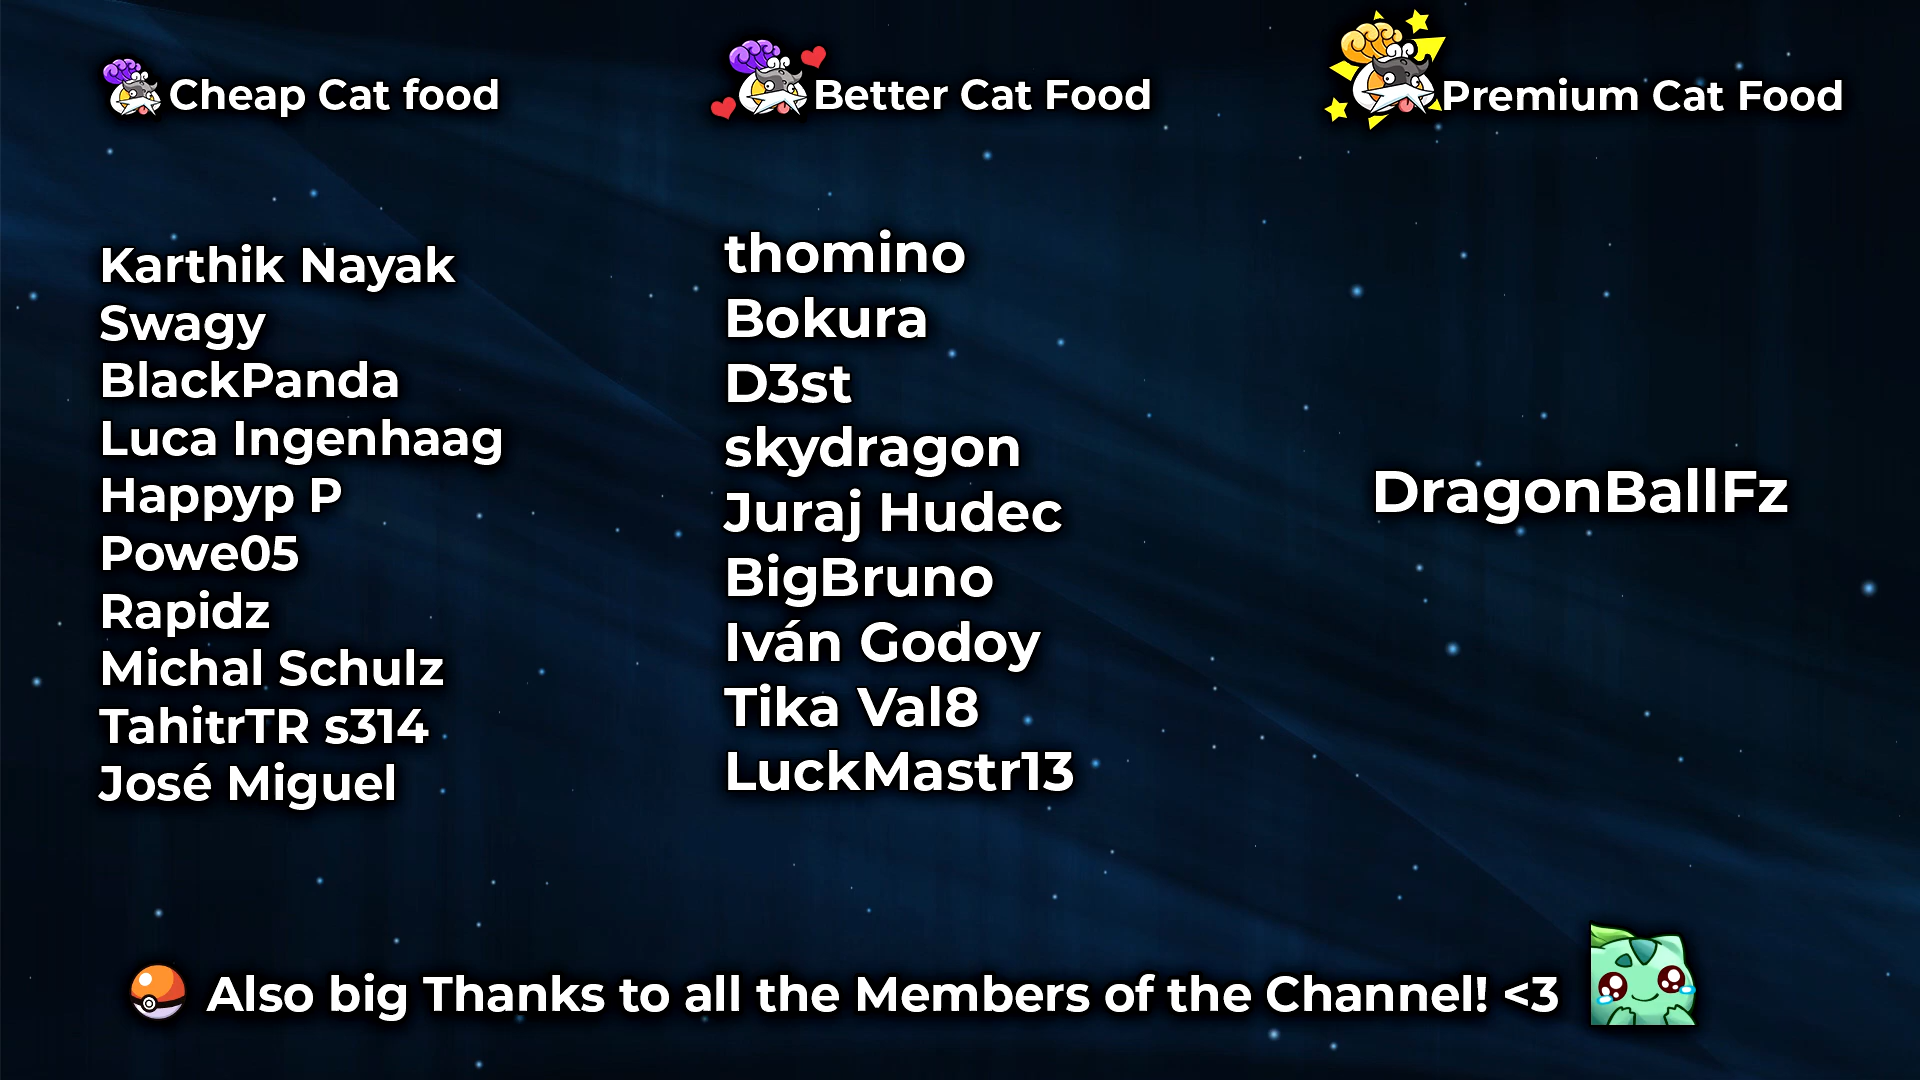 Cheap Cat food
Better Cat Food
Premium Cat Food
Karthik Nayak
Swagy
BlackPanda
Luca Ingenhaag
Happyp P
Powe05
Rapidz
Michal Schulz
TahitrTR s314
José Miguel
thomino
Bokura
D3st
skydragon
Juraj Hudec
BigBruno
Iván Godoy
Tika Val8
LuckMastr13
DragonBallFz
Also big Thanks to all the Members of the Channel! <3